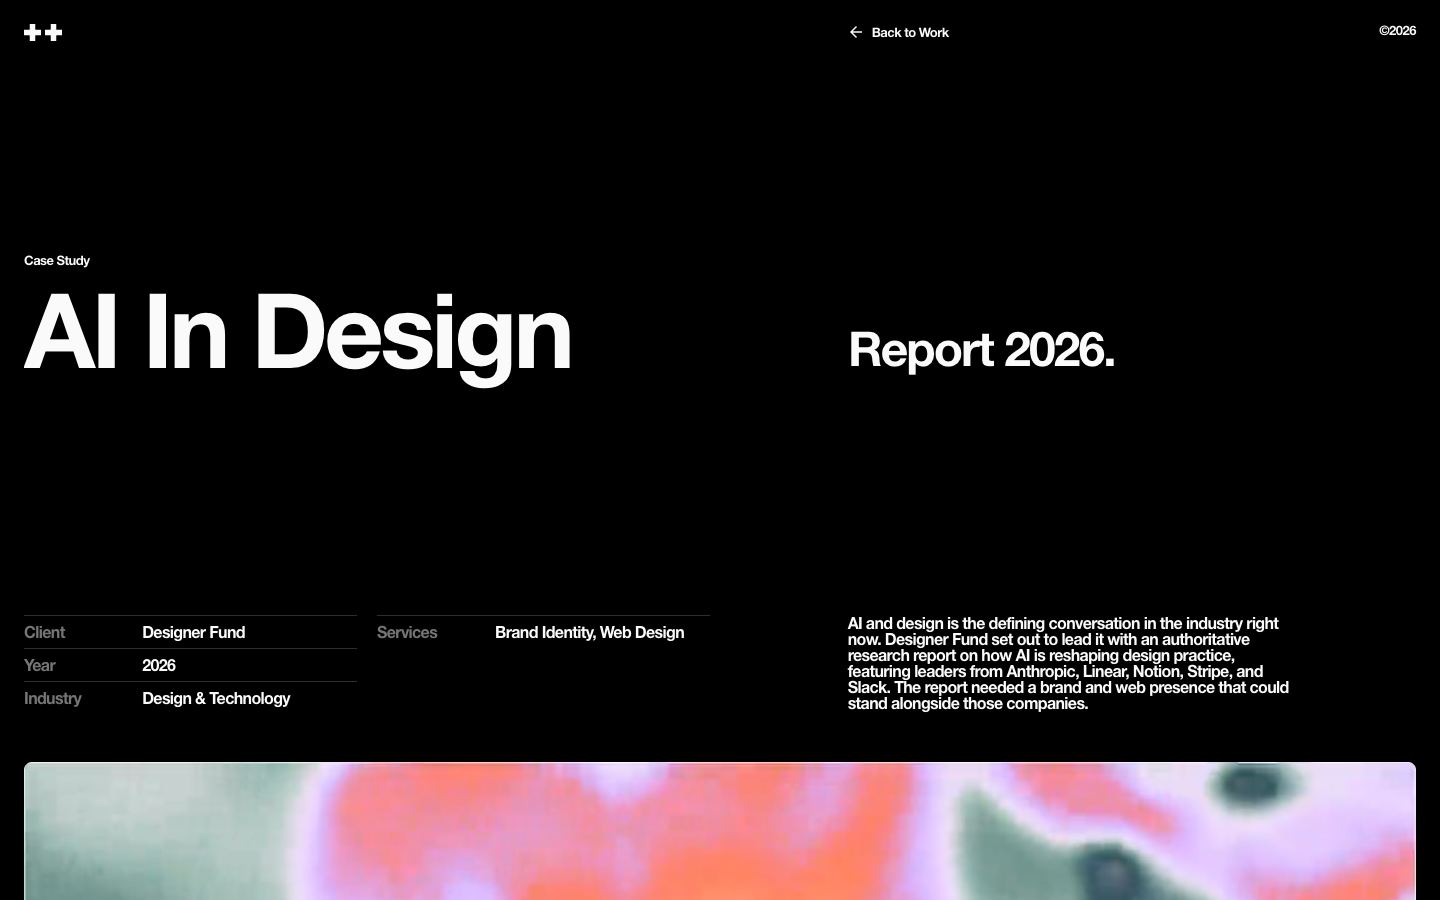 Back to Work
©2026
Case Study
AI In Design
Report 2026.
Client Designer Fund
Year 2026
Industry Design & Technology
Services Brand Identity, Web Design
AI and design is the defining conversation in the industry right
now. Designer Fund set out to lead it with an authoritative
research report on how AI is reshaping design practice,
featuring leaders from Anthropic, Linear, Notion, Stripe, and
Slack. The report needed a brand and web presence that could
stand alongside those companies.